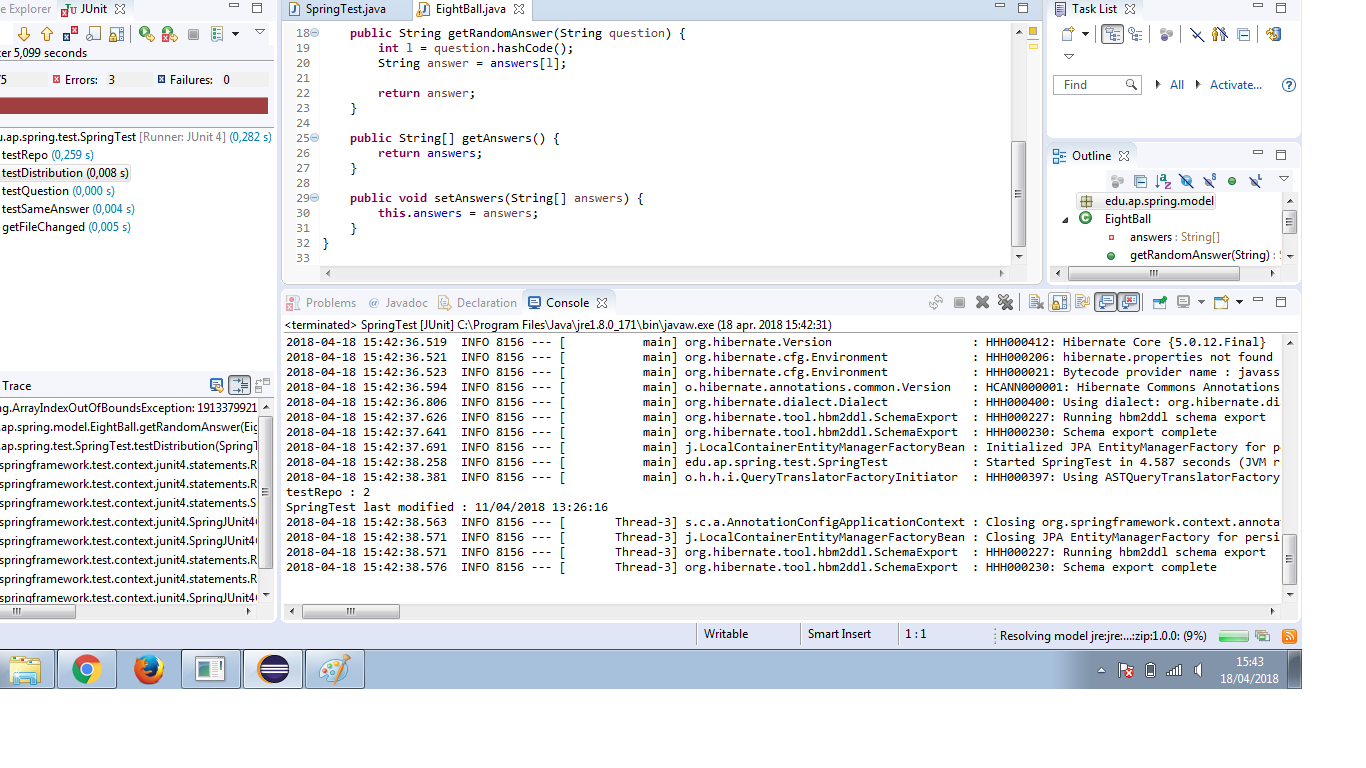 e Explorer JUnit
ter 5,099 seconds
/5 Errors: 3 Failures: 0
u.ap.spring.test.SpringTest [Runner: JUnit 4] (0,282 s)
testRepo (0,259 s)
testDistribution (0,008 s)
testQuestion (0,000 s)
testSameAnswer (0,004 s)
getFileChanged (0,005 s)
Trace
ng.ArrayIndexOutOfBoundsException: 1913379921
.ap.spring.model.EightBall.getRandomAnswer(Eig
.ap.spring.test.SpringTest.testDistribution(SpringT
springframework.test.context.junit4.statements.R
springframework.test.context.junit4.statements.R
springframework.test.context.junit4.statements.S
springframework.test.context.junit4.SpringJUnit4
springframework.test.context.junit4.SpringJUnit4
springframework.test.context.junit4.statements.R
springframework.test.context.junit4.statements.R
springframework.test.context.junit4.SpringJUnit4
SpringTest.java EightBall.java
18 public String getRandomAnswer(String question) {
19 int l = question.hashCode();
20 String answer = answers[l];
21
22 return answer;
23 }
24
25 public String[] getAnswers() {
26 return answers;
27 }
28
29 public void setAnswers(String[] answers) {
30 this.answers = answers;
31 }
32 }
33
Task List
Find All Activate...
Outline
edu.ap.spring.model
EightBall
answers : String[]
getRandomAnswer(String) : S
Problems @ Javadoc Declaration Console
<terminated> SpringTest [JUnit] C:\Program Files\Java\jre1.8.0_171\bin\javaw.exe (18 apr. 2018 15:42:31)
2018-04-18 15:42:36.519 INFO 8156 --- [ main] org.hibernate.Version : HHH000412: Hibernate Core {5.0.12.Final}
2018-04-18 15:42:36.521 INFO 8156 --- [ main] org.hibernate.cfg.Environment : HHH000206: hibernate.properties not found
2018-04-18 15:42:36.523 INFO 8156 --- [ main] org.hibernate.cfg.Environment : HHH000021: Bytecode provider name : javass
2018-04-18 15:42:36.594 INFO 8156 --- [ main] o.hibernate.annotations.common.Version : HCANN000001: Hibernate Commons Annotations
2018-04-18 15:42:36.806 INFO 8156 --- [ main] org.hibernate.dialect.Dialect : HHH000400: Using dialect: org.hibernate.di
2018-04-18 15:42:37.626 INFO 8156 --- [ main] org.hibernate.tool.hbm2ddl.SchemaExport : HHH000227: Running hbm2ddl schema export
2018-04-18 15:42:37.641 INFO 8156 --- [ main] org.hibernate.tool.hbm2ddl.SchemaExport : HHH000230: Schema export complete
2018-04-18 15:42:37.691 INFO 8156 --- [ main] j.LocalContainerEntityManagerFactoryBean : Initialized JPA EntityManagerFactory for p
2018-04-18 15:42:38.258 INFO 8156 --- [ main] edu.ap.spring.test.SpringTest : Started SpringTest in 4.587 seconds (JVM r
2018-04-18 15:42:38.381 INFO 8156 --- [ main] o.h.h.i.QueryTranslatorFactoryInitiator : HHH000397: Using ASTQueryTranslatorFactory
testRepo : 2
SpringTest last modified : 11/04/2018 13:26:16
2018-04-18 15:42:38.563 INFO 8156 --- [ Thread-3] s.c.a.AnnotationConfigApplicationContext : Closing org.springframework.context.annota
2018-04-18 15:42:38.571 INFO 8156 --- [ Thread-3] j.LocalContainerEntityManagerFactoryBean : Closing JPA EntityManagerFactory for persi
2018-04-18 15:42:38.571 INFO 8156 --- [ Thread-3] org.hibernate.tool.hbm2ddl.SchemaExport : HHH000227: Running hbm2ddl schema export
2018-04-18 15:42:38.576 INFO 8156 --- [ Thread-3] org.hibernate.tool.hbm2ddl.SchemaExport : HHH000230: Schema export complete
Writable Smart Insert 1 : 1 Resolving model jre:jre:...:zip:1.0.0: (9%)
15:43
18/04/2018